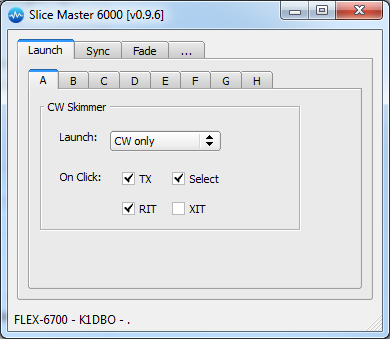 Slice Master 6000 [v0.9.6]
Launch Sync Fade ...
A B C D E F G H
CW Skimmer
Launch: CW only
On Click: TX Select
RIT XIT
FLEX-6700 - K1DBO - .